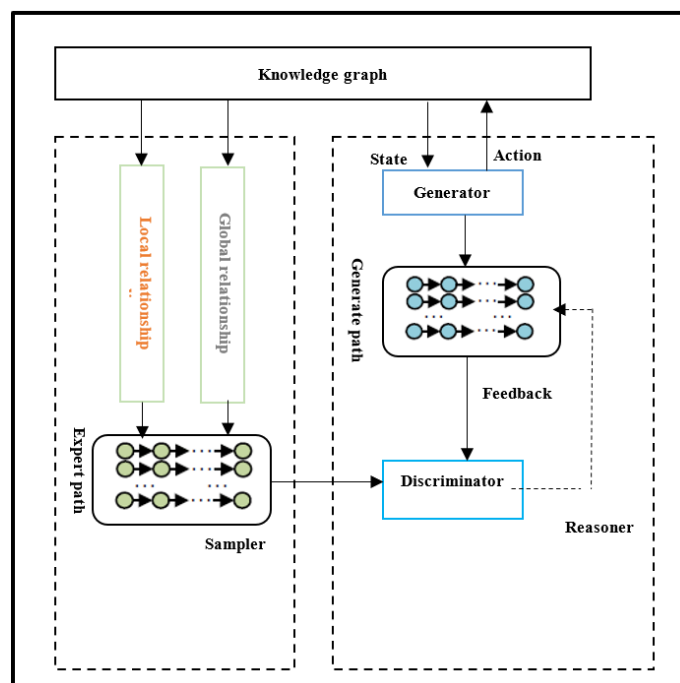 Knowledge graph
State
Action
Generator
Local relationship
Global relationship
Generate path
Feedback
Expert path
Discriminator
Sampler
Reasoner